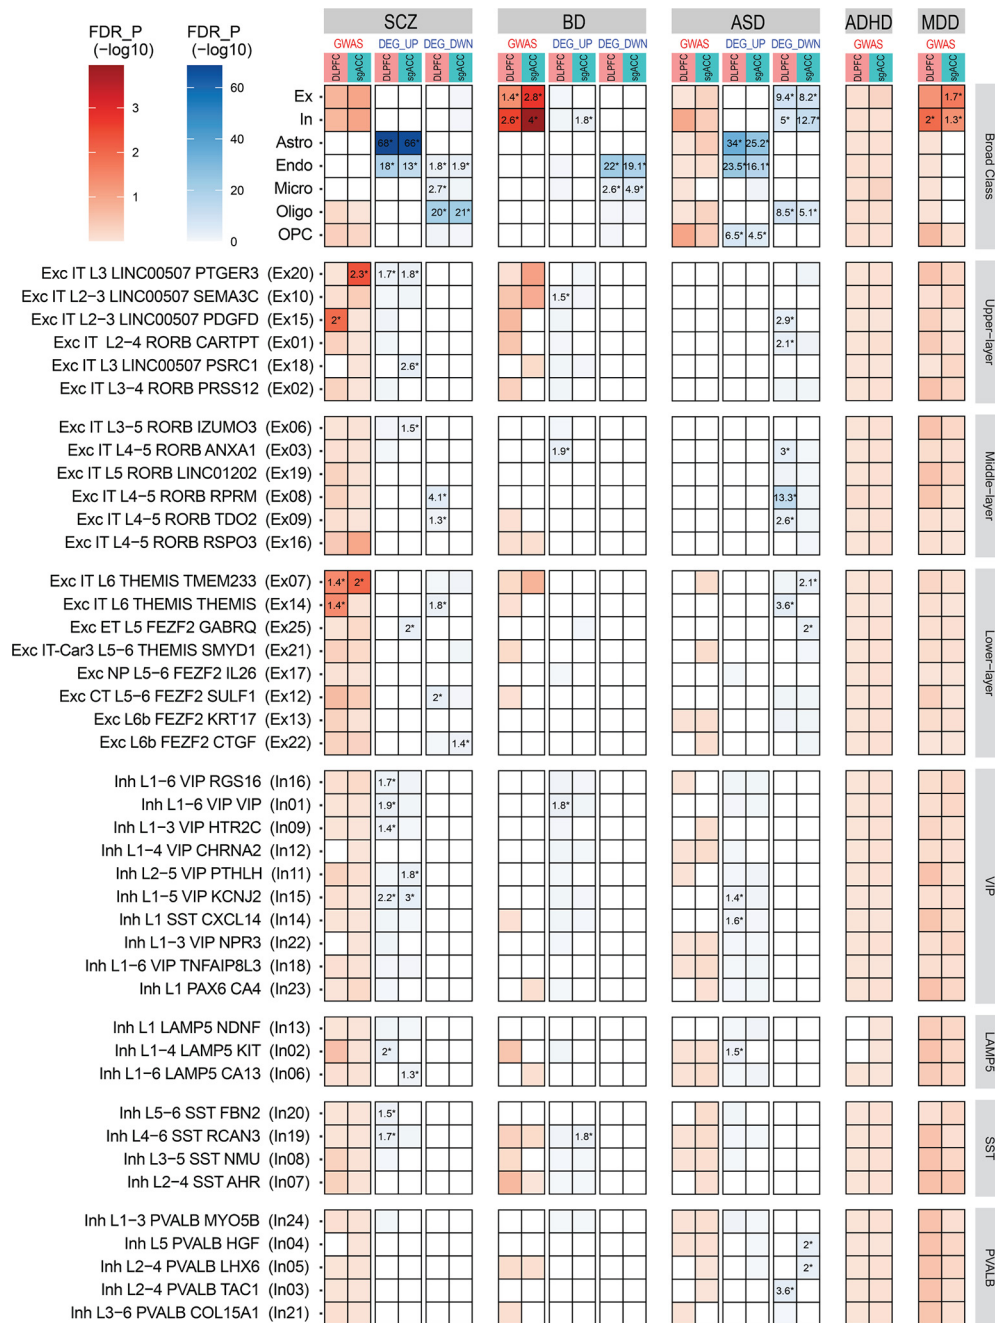 SCZ BD ASD ADHD MDD
FDR_P (−log10) FDR_P (−log10)
3
2
1
60
40
20
0
GWAS DEG_UP DEG_DWN GWAS DEG_UP DEG_DWN GWAS DEG_UP DEG_DWN GWAS GWAS
DLPFC sgACC DLPFC sgACC DLPFC sgACC DLPFC sgACC DLPFC sgACC DLPFC sgACC DLPFC sgACC DLPFC sgACC DLPFC sgACC DLPFC sgACC DLPFC sgACC
Broad Class
Ex 1.4* 2.8* 9.4* 8.2* 1.7*
In 2.6* 4* 1.8* 5* 12.7* 2* 1.3*
Astro 68* 66* 34* 25.2*
Endo 18* 13* 1.8* 1.9* 22* 19.1* 23.5* 16.1*
Micro 2.7* 2.6* 4.9*
Oligo 20* 21* 8.5* 5.1*
OPC 6.5* 4.5*
Upper−layer
Exc IT L3 LINC00507 PTGER3 (Ex20) 2.3* 1.7* 1.8*
Exc IT L2−3 LINC00507 SEMA3C (Ex10) 1.5*
Exc IT L2−3 LINC00507 PDGFD (Ex15) 2* 2.9*
Exc IT L2−4 RORB CARTPT (Ex01) 2.1*
Exc IT L3 LINC00507 PSRC1 (Ex18) 2.6*
Exc IT L3−4 RORB PRSS12 (Ex02)
Middle−layer
Exc IT L3−5 RORB IZUMO3 (Ex06) 1.5*
Exc IT L4−5 RORB ANXA1 (Ex03) 1.9* 3*
Exc IT L5 RORB LINC01202 (Ex19)
Exc IT L4−5 RORB RPRM (Ex08) 4.1* 13.3*
Exc IT L4−5 RORB TDO2 (Ex09) 1.3* 2.6*
Exc IT L4−5 RORB RSPO3 (Ex16)
Lower−layer
Exc IT L6 THEMIS TMEM233 (Ex07) 1.4* 2* 2.1*
Exc IT L6 THEMIS THEMIS (Ex14) 1.4* 1.8* 3.6*
Exc ET L5 FEZF2 GABRQ (Ex25) 2* 2*
Exc IT-Car3 L5−6 THEMIS SMYD1 (Ex21)
Exc NP L5−6 FEZF2 IL26 (Ex17)
Exc CT L5−6 FEZF2 SULF1 (Ex12) 2*
Exc L6b FEZF2 KRT17 (Ex13)
Exc L6b FEZF2 CTGF (Ex22) 1.4*
VIP
Inh L1−6 VIP RGS16 (In16) 1.7*
Inh L1−6 VIP VIP (In01) 1.9* 1.8*
Inh L1−3 VIP HTR2C (In09) 1.4*
Inh L1−4 VIP CHRNA2 (In12)
Inh L2−5 VIP PTHLH (In11) 1.8*
Inh L1−5 VIP KCNJ2 (In15) 2.2* 3* 1.4*
Inh L1 SST CXCL14 (In14) 1.6*
Inh L1−3 VIP NPR3 (In22)
Inh L1−6 VIP TNFAIP8L3 (In18)
Inh L1 PAX6 CA4 (In23)
LAMP5
Inh L1 LAMP5 NDNF (In13)
Inh L1−4 LAMP5 KIT (In02) 2* 1.5*
Inh L1−6 LAMP5 CA13 (In06) 1.3*
SST
Inh L5−6 SST FBN2 (In20) 1.5*
Inh L4−6 SST RCAN3 (In19) 1.7* 1.8*
Inh L3−5 SST NMU (In08)
Inh L2−4 SST AHR (In07)
PVALB
Inh L1−3 PVALB MYO5B (In24)
Inh L5 PVALB HGF (In04) 2*
Inh L2−4 PVALB LHX6 (In05) 2*
Inh L2−4 PVALB TAC1 (In03) 3.6*
Inh L3−6 PVALB COL15A1 (In21)